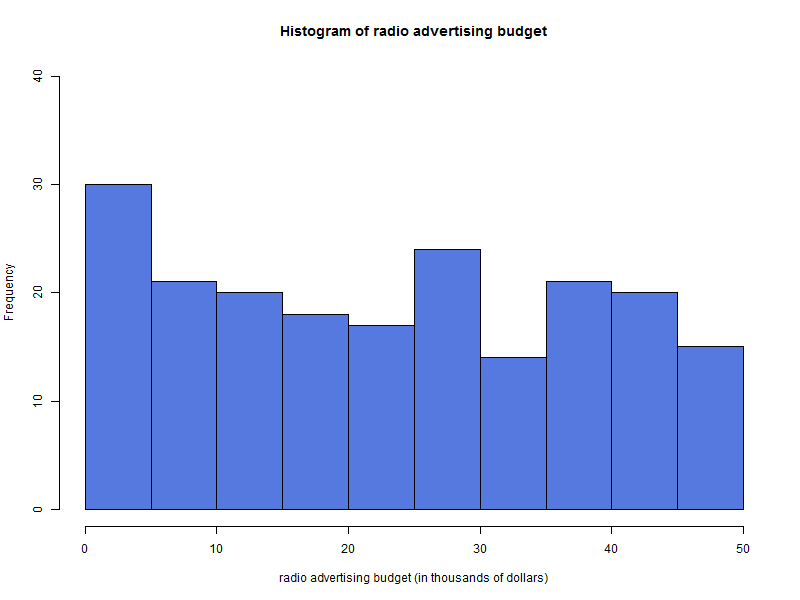 Histogram of radio advertising budget
Frequency
40
30
20
10
0
0 10 20 30 40 50
radio advertising budget (in thousands of dollars)